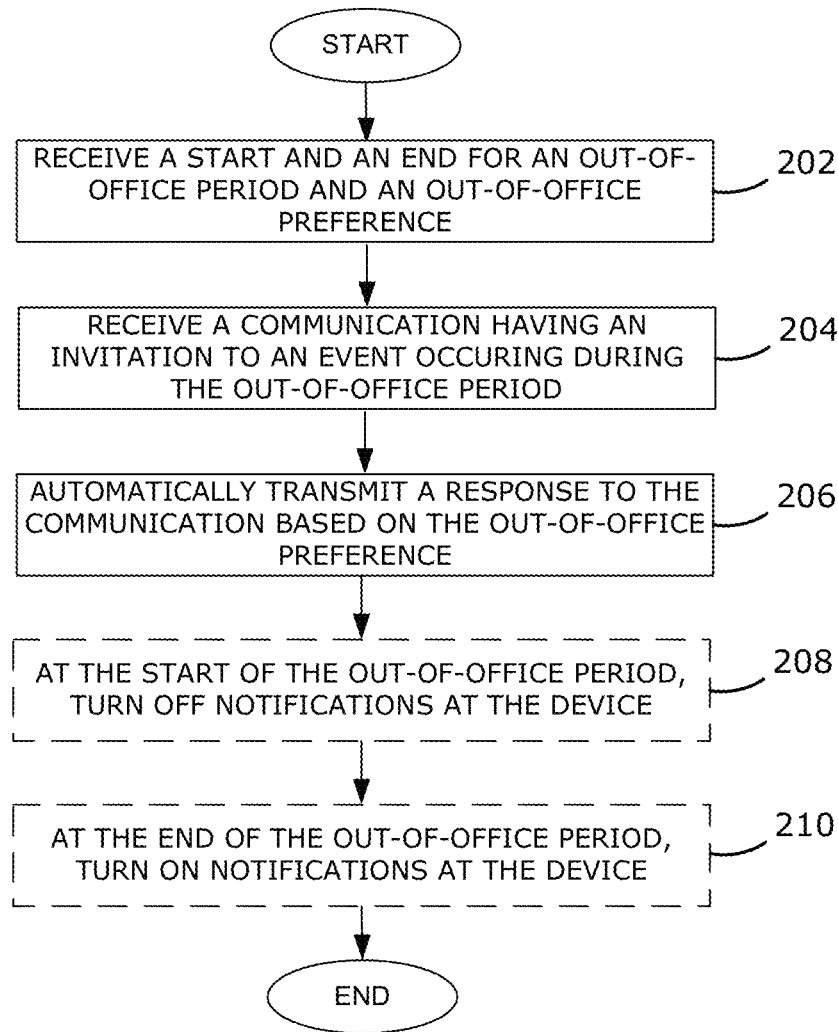 START
RECEIVE A START AND AN END FOR AN OUT-OF-
OFFICE PERIOD AND AN OUT-OF-OFFICE
PREFERENCE
202
RECEIVE A COMMUNICATION HAVING AN
INVITATION TO AN EVENT OCCURING DURING
THE OUT-OF-OFFICE PERIOD
204
AUTOMATICALLY TRANSMIT A RESPONSE TO THE
COMMUNICATION BASED ON THE OUT-OF-OFFICE
PREFERENCE
206
AT THE START OF THE OUT-OF-OFFICE PERIOD,
TURN OFF NOTIFICATIONS AT THE DEVICE
208
AT THE END OF THE OUT-OF-OFFICE PERIOD,
TURN ON NOTIFICATIONS AT THE DEVICE
210
END